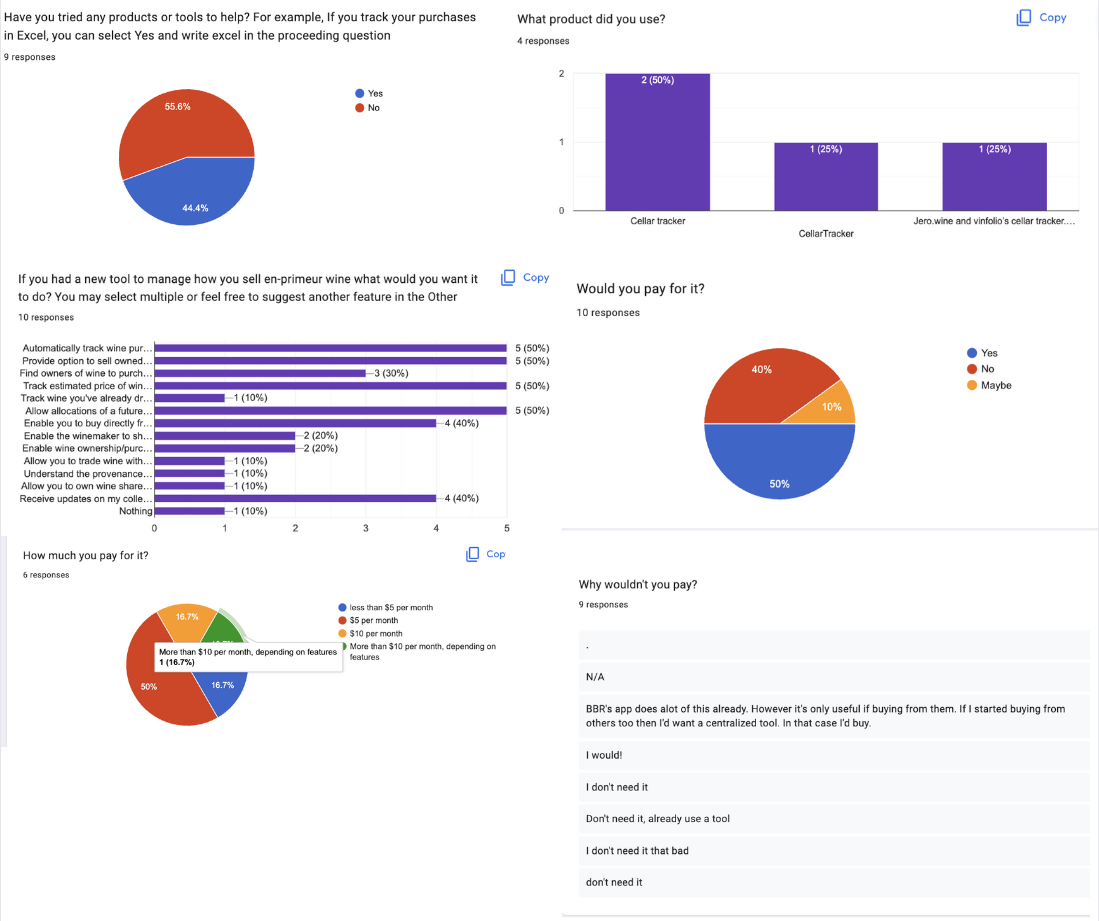 Have you tried any products or tools to help? For example, If you track your purchases
in Excel, you can select Yes and write excel in the proceeding question
9 responses
55.6%
44.4%
Yes
No
What product did you use?
Copy
4 responses
2
1
0
2 (50%)
1 (25%)
1 (25%)
Cellar tracker
CellarTracker
Jero.wine and vinfolio's cellar tracker....
If you had a new tool to manage how you sell en-primeur wine what would you want it
to do? You may select multiple or feel free to suggest another feature in the Other
Copy
10 responses
Automatically track wine pur... 5 (50%)
Provide option to sell owned... 5 (50%)
Find owners of wine to purch... 3 (30%)
Track estimated price of win... 5 (50%)
Track wine you've already dr... 1 (10%)
Allow allocations of a future... 5 (50%)
Enable you to buy directly fr... 4 (40%)
Enable the winemaker to sh... 2 (20%)
Enable wine ownership/purc... 2 (20%)
Allow you to trade wine with... 1 (10%)
Understand the provenance... 1 (10%)
Allow you to own wine share... 1 (10%)
Receive updates on my colle... 4 (40%)
Nothing 1 (10%)
0 1 2 3 4 5
Would you pay for it?
10 responses
40%
10%
50%
Yes
No
Maybe
How much you pay for it?
Cop
6 responses
16.7%
50%
16.7%
More than $10 per month, depending on features
1 (16.7%)
less than $5 per month
$5 per month
$10 per month
More than $10 per month, depending on
features
Why wouldn't you pay?
9 responses
.
N/A
BBR's app does alot of this already. However it's only useful if buying from them. If I started buying from
others too then I'd want a centralized tool. In that case I'd buy.
I would!
I don't need it
Don't need it, already use a tool
I don't need it that bad
don't need it